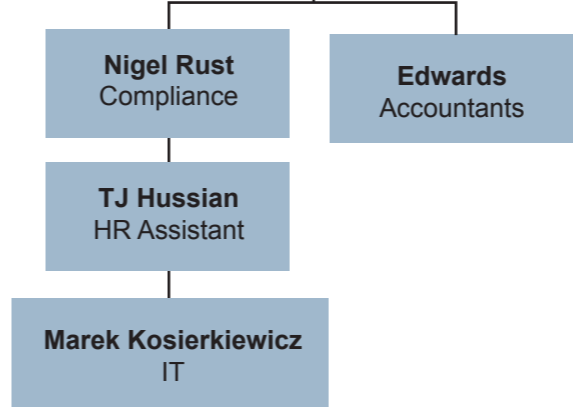 Nigel Rust
Compliance
Edwards
Accountants
TJ Hussian
HR Assistant
Marek Kosierkiewicz
IT